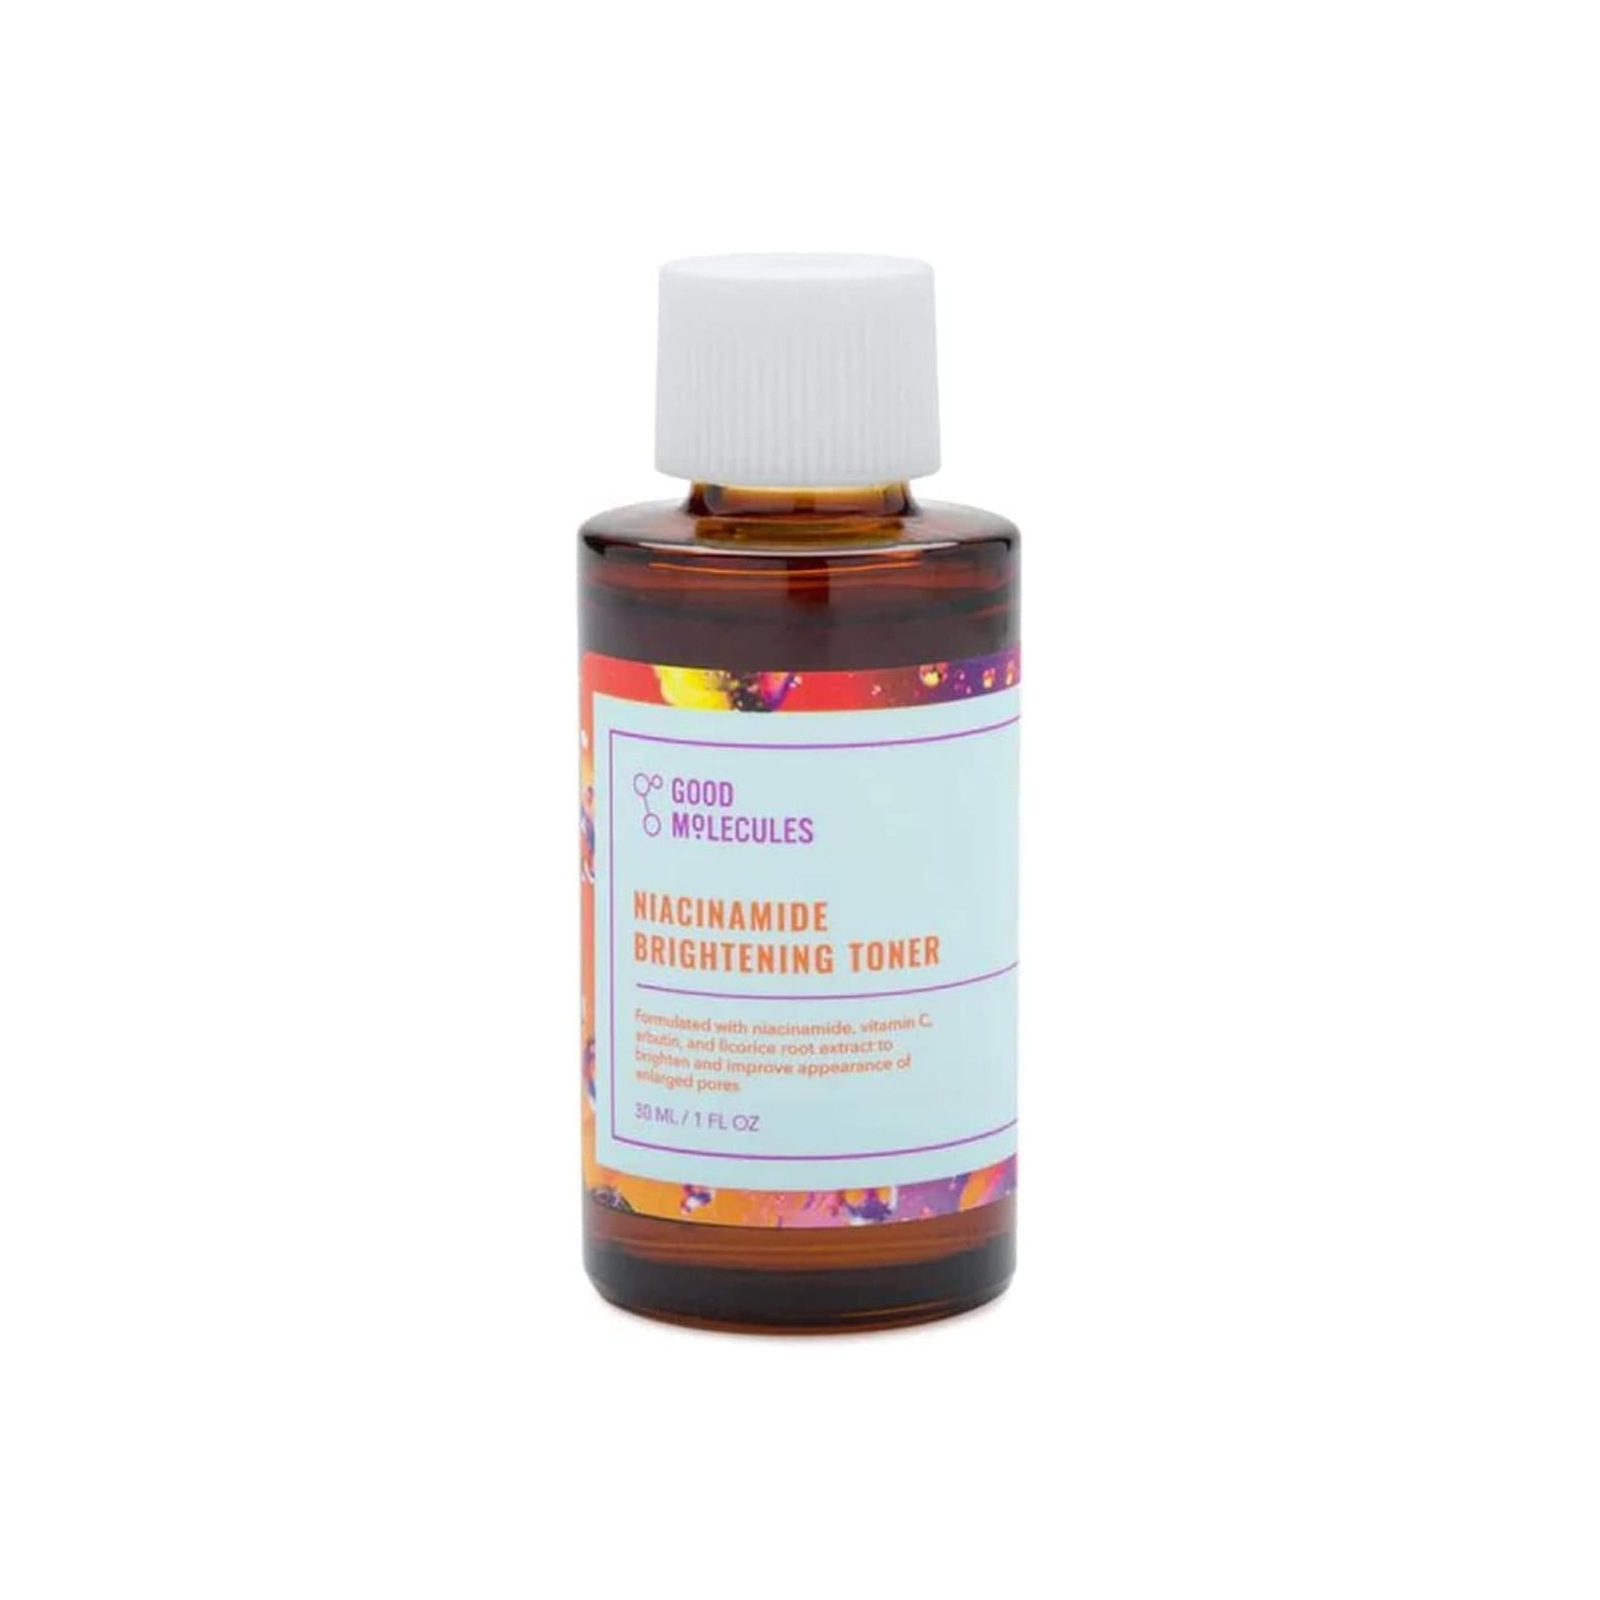 GOOD
MOLECULES
NIACINAMIDE
BRIGHTENING TONER
Formulated with niacinamide, vitamin C,
arbutin, and licorice root extract to
brighten and improve appearance of
enlarged pores
30 ML / 1 FL OZ